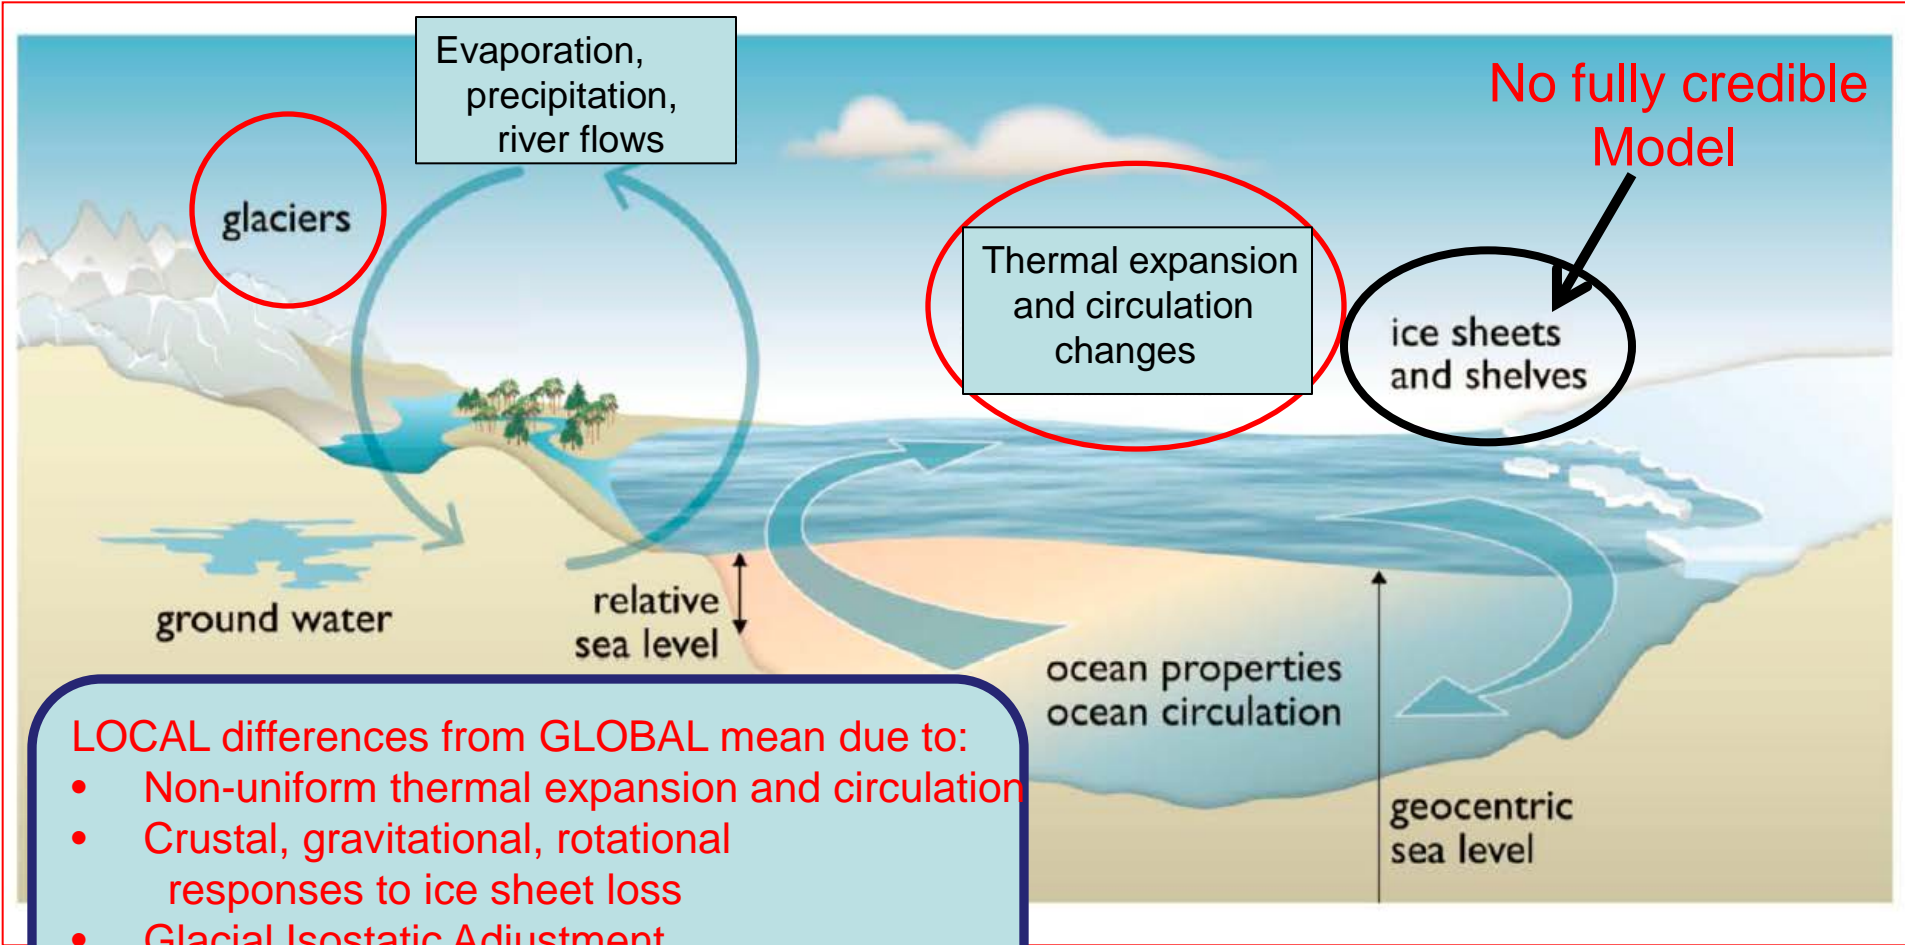 Evaporation,
precipitation,
river flows
No fully credible
Model
glaciers
Thermal expansion
and circulation
changes
ice sheets
and shelves
ground water
relative
sea level
ocean properties
ocean circulation
geocentric
sea level
LOCAL differences from GLOBAL mean due to:
• Non-uniform thermal expansion and circulation
• Crustal, gravitational, rotational
responses to ice sheet loss
• Glacial Isostatic Adjustment